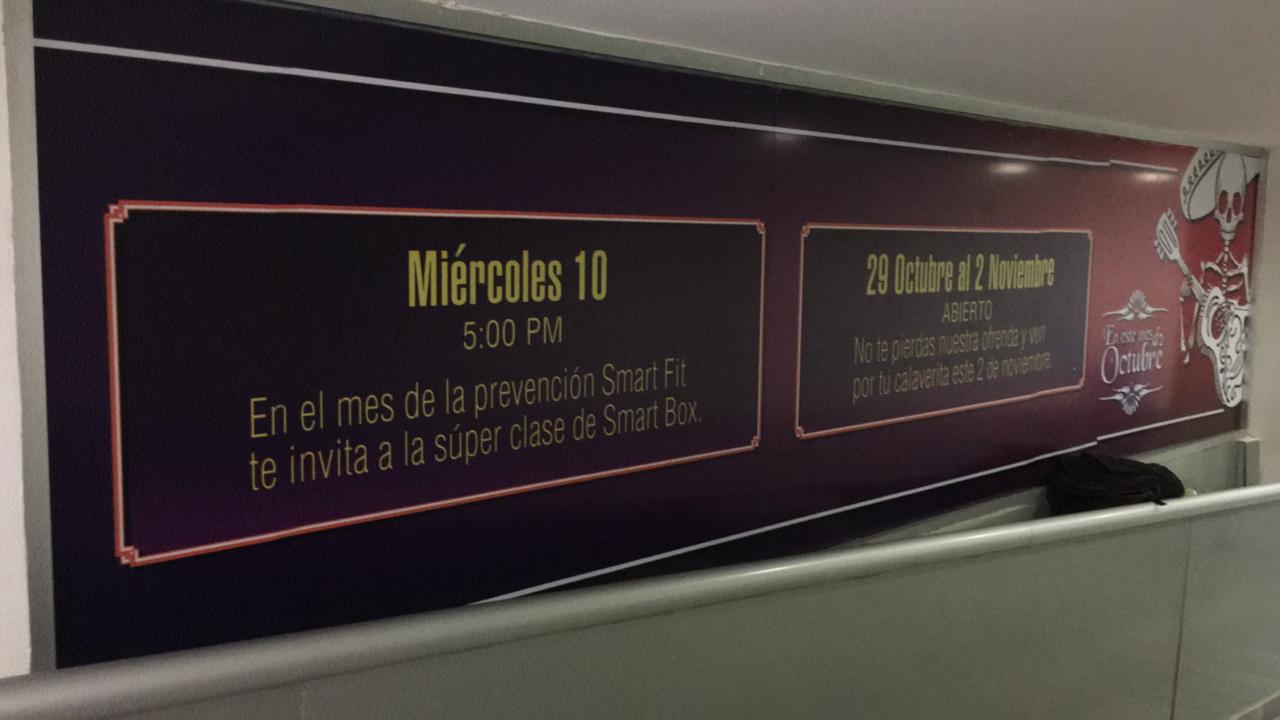 Miércoles 10
5:00 PM
En el mes de la prevención Smart Fit
te invita a la súper clase de Smart Box.
29 Octubre al 2 Noviembre
ABIERTO
No te pierdas nuestra ofrenda y ven
por tu calaverita este 2 de noviembre.
En este mes de
Octubre